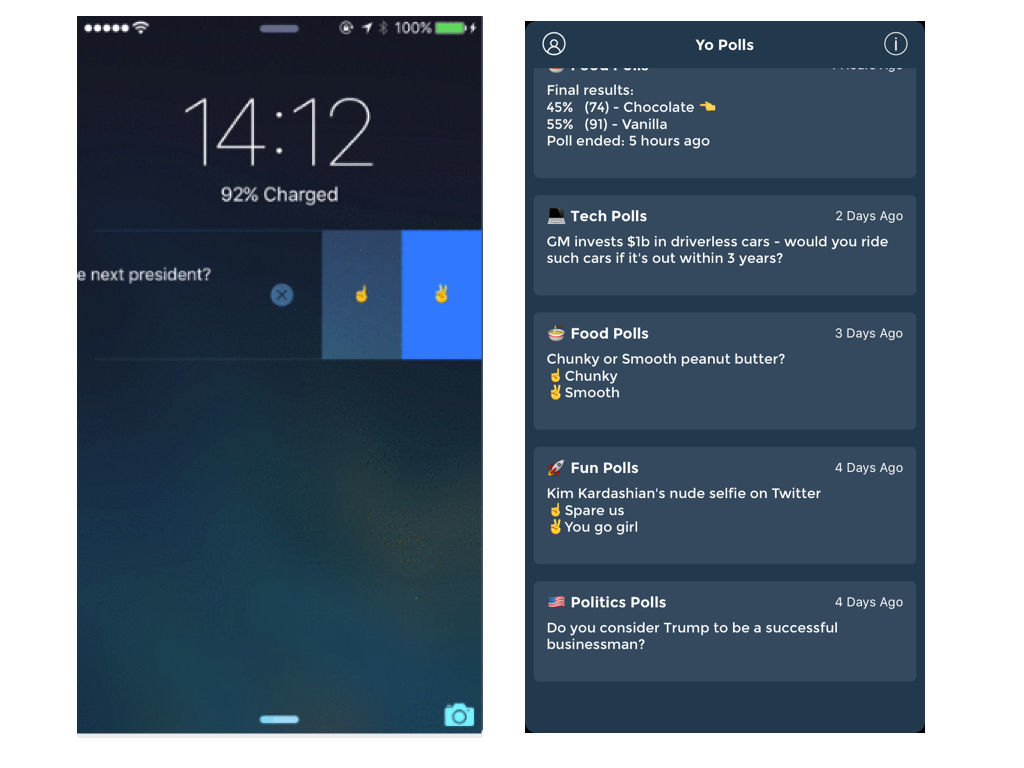 100%
14:12
92% Charged
e next president?
Yo Polls
Food Polls
Hours Ago
Final results:
45% (74) - Chocolate 👈
55% (91) - Vanilla
Poll ended: 5 hours ago
Tech Polls 2 Days Ago
GM invests $1b in driverless cars - would you ride
such cars if it's out within 3 years?
Food Polls 3 Days Ago
Chunky or Smooth peanut butter?
☝Chunky
✌Smooth
Fun Polls 4 Days Ago
Kim Kardashian's nude selfie on Twitter
☝Spare us
✌You go girl
Politics Polls 4 Days Ago
Do you consider Trump to be a successful
businessman?